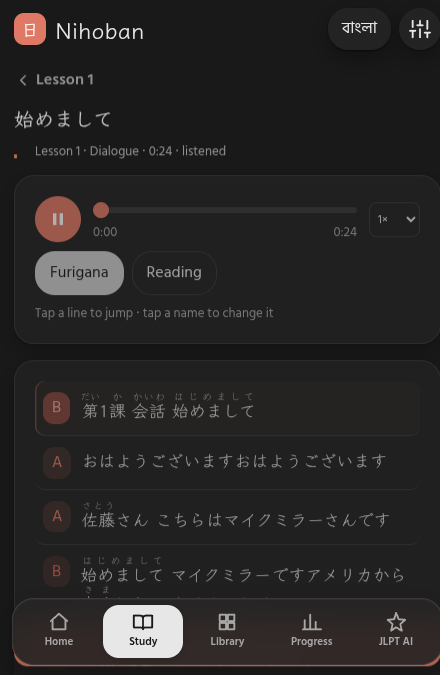 日 Nihoban
বাংলা
Lesson 1
始めまして
Lesson 1 · Dialogue · 0:24 · listened
0:00
0:24
1×
Furigana
Reading
Tap a line to jump · tap a name to change it
だい か かいわ はじめまして
B 第1課 会話 始めまして
A おはようございますおはようございます
さとう
A 佐藤さん こちらはマイクミラーさんです
はじめまして
B 始めまして マイクミラーですアメリカから
きま
Home
Study
Library
Progress
JLPT AI